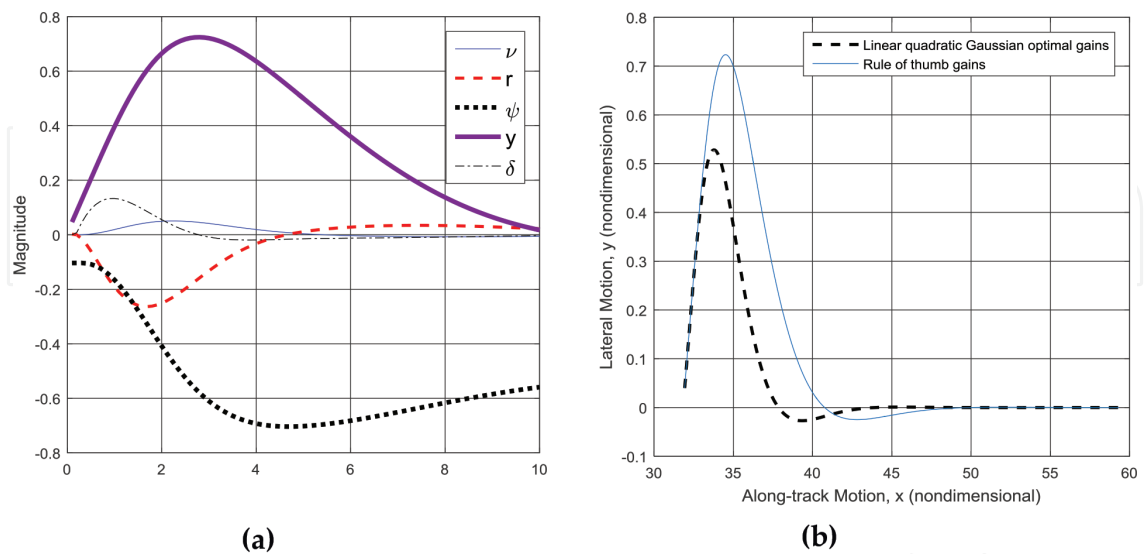 0.8
0.6
0.4
0.2
0
-0.2
-0.4
-0.6
-0.8
Magnitude
0 2 4 6 8 10
ν
r
ψ
y
δ
(a)
0.8
0.7
0.6
0.5
0.4
0.3
0.2
0.1
0
-0.1
Lateral Motion, y (nondimensional)
30 35 40 45 50 55 60
Along-track Motion, x (nondimensional)
Linear quadratic Gaussian optimal gains
Rule of thumb gains
(b)